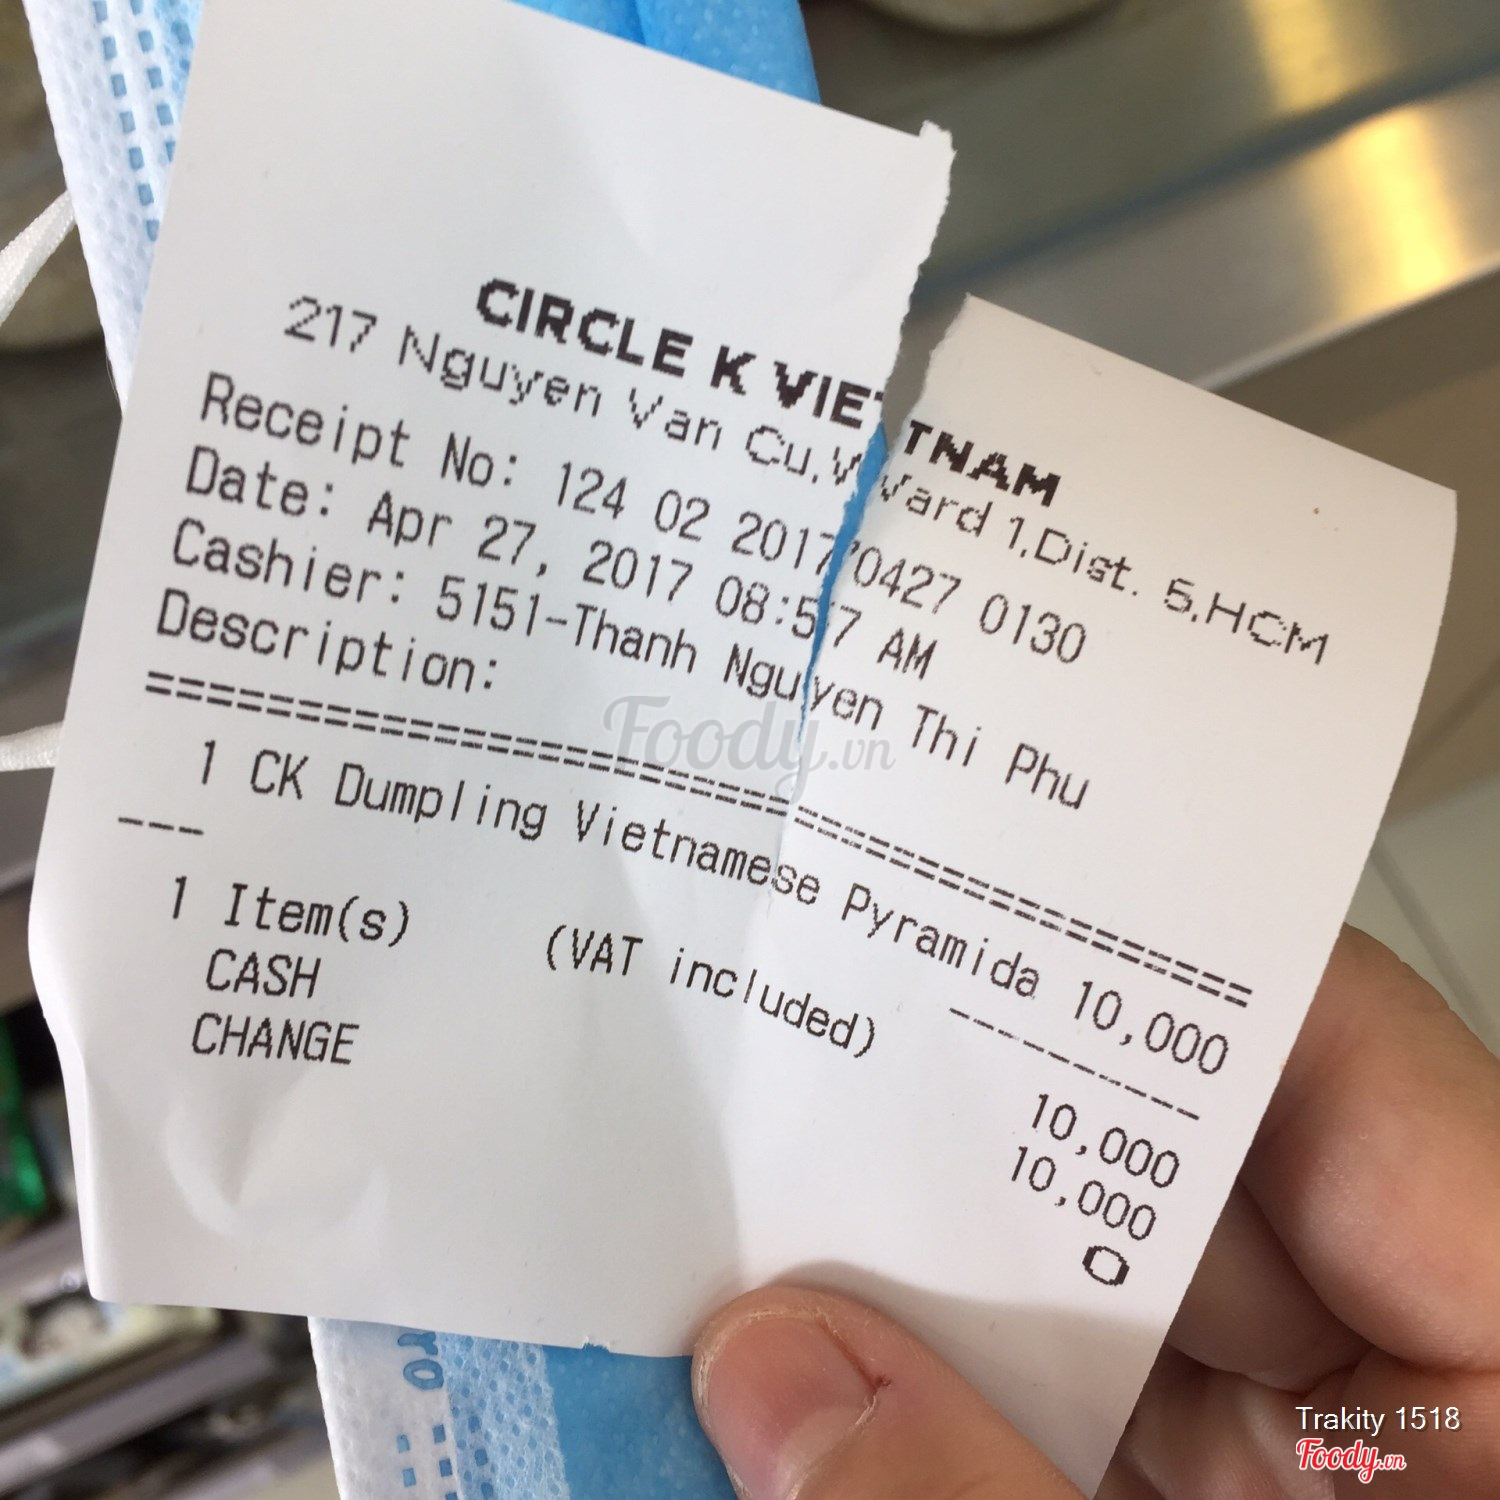 CIRCLE K VIETNAM
217 Nguyen Van Cu,Ward 1,Dist. 5,HCM
Receipt No: 124 02 20170427 0130
Date: Apr 27, 2017 08:57 AM
Cashier: 5151-Thanh Nguyen Thi Phu
Description:
1 CK Dumpling Vietnamese Pyramida 10,000
1 Item(s) (VAT included) 10,000
CASH 10,000
CHANGE 0
Foody.vn
Trakity 1518
Foody.vn